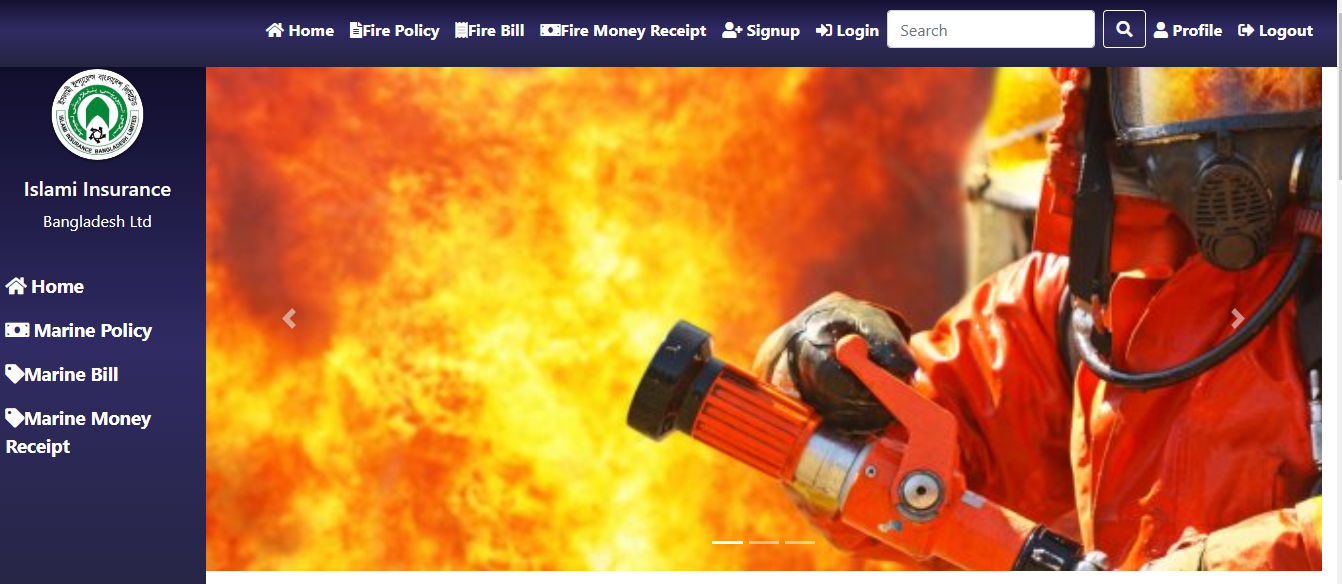 Home Fire Policy Fire Bill Fire Money Receipt Signup Login Search Profile Logout
ইসলামী ইন্স্যুরেন্স বাংলাদেশ লিমিটেড
ISLAMI INSURANCE BANGLADESH LIMITED
Islami Insurance
Bangladesh Ltd
Home
Marine Policy
Marine Bill
Marine Money
Receipt